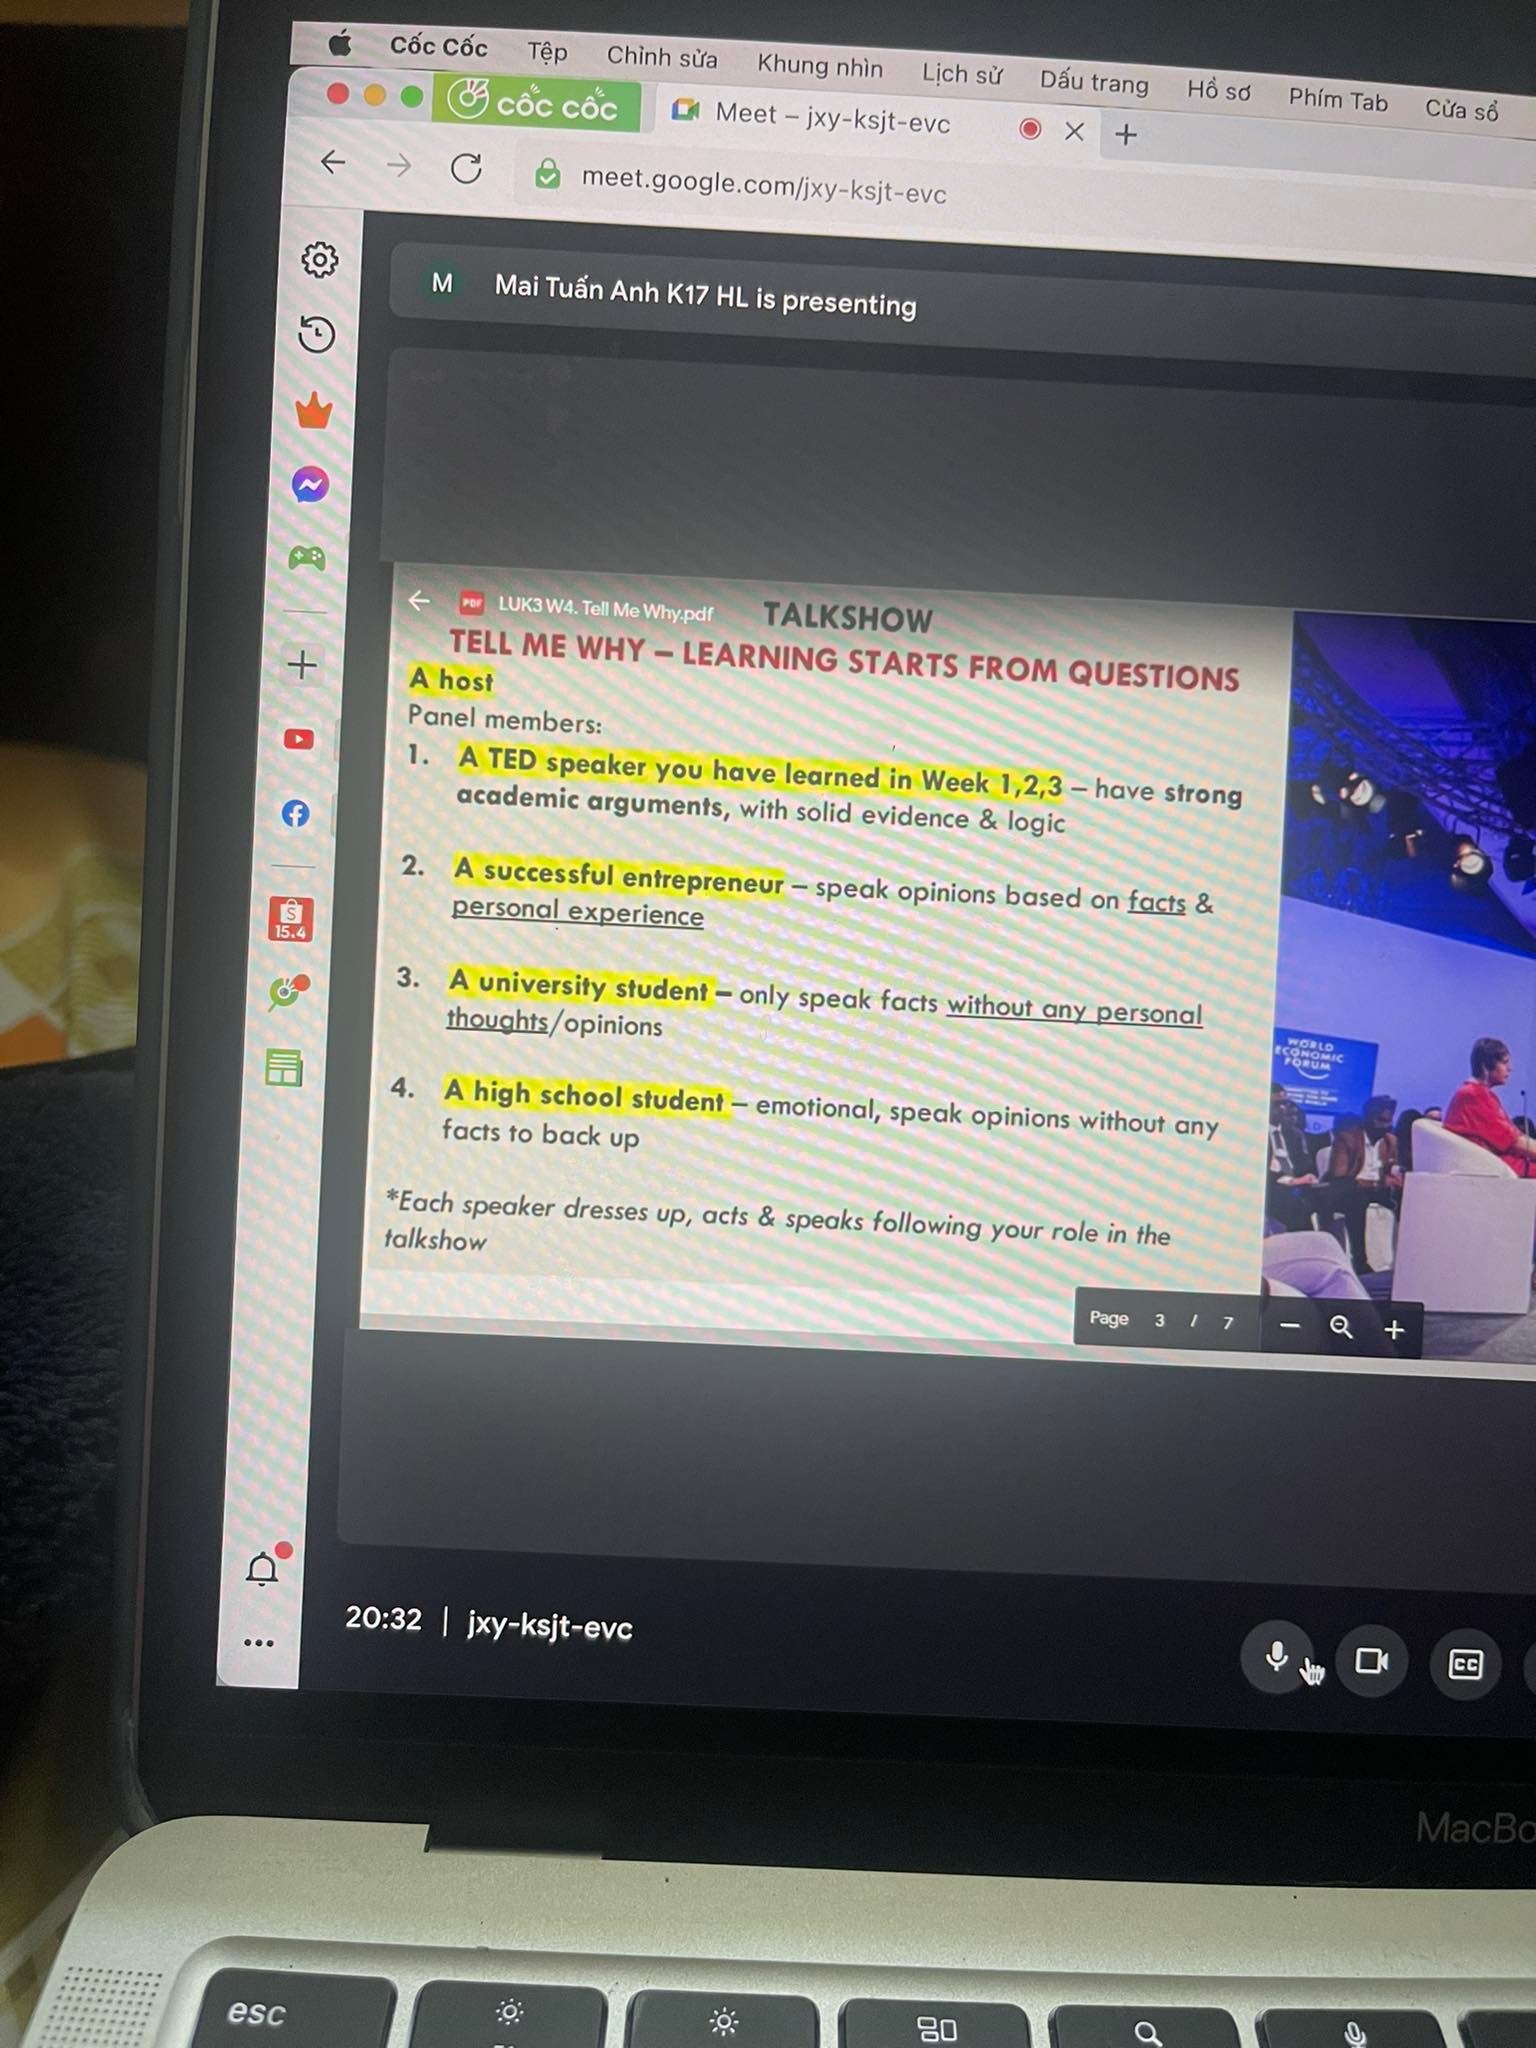 Cốc Cốc Tệp Chỉnh sửa Khung nhìn Lịch sử Dấu trang Hồ sơ Phím Tab Cửa sổ
cốc cốc Meet – jxy-ksjt-evc
meet.google.com/jxy-ksjt-evc
M Mai Tuấn Anh K17 HL is presenting
PDF LUK3 W4. Tell Me Why.pdf TALKSHOW
TELL ME WHY – LEARNING STARTS FROM QUESTIONS
A host
Panel members:
1. A TED speaker you have learned in Week 1,2,3 – have strong
academic arguments, with solid evidence & logic
2. A successful entrepreneur – speak opinions based on facts &
personal experience
3. A university student – only speak facts without any personal
thoughts/opinions
4. A high school student – emotional, speak opinions without any
facts to back up
*Each speaker dresses up, acts & speaks following your role in the
talkshow
WORLD
ECONOMIC
FORUM
S
15.4
Page 3 / 7
20:32 | jxy-ksjt-evc
CC
MacBo
esc